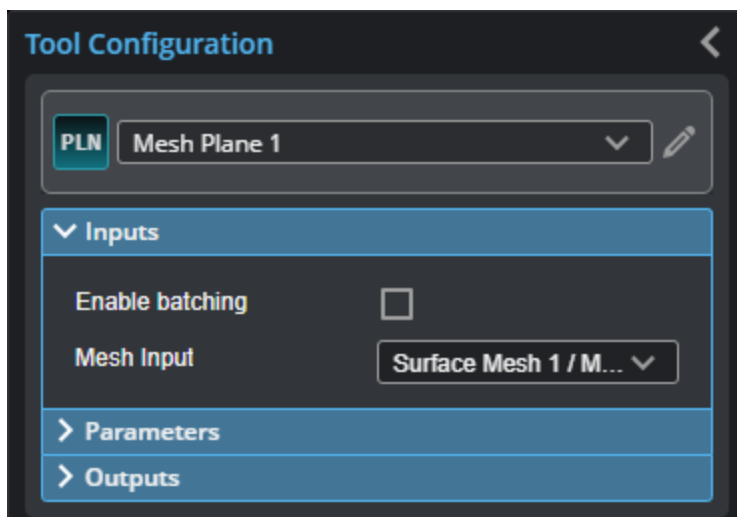 Tool Configuration
PLN Mesh Plane 1
Inputs
Enable batching
Mesh Input Surface Mesh 1 / M...
Parameters
Outputs